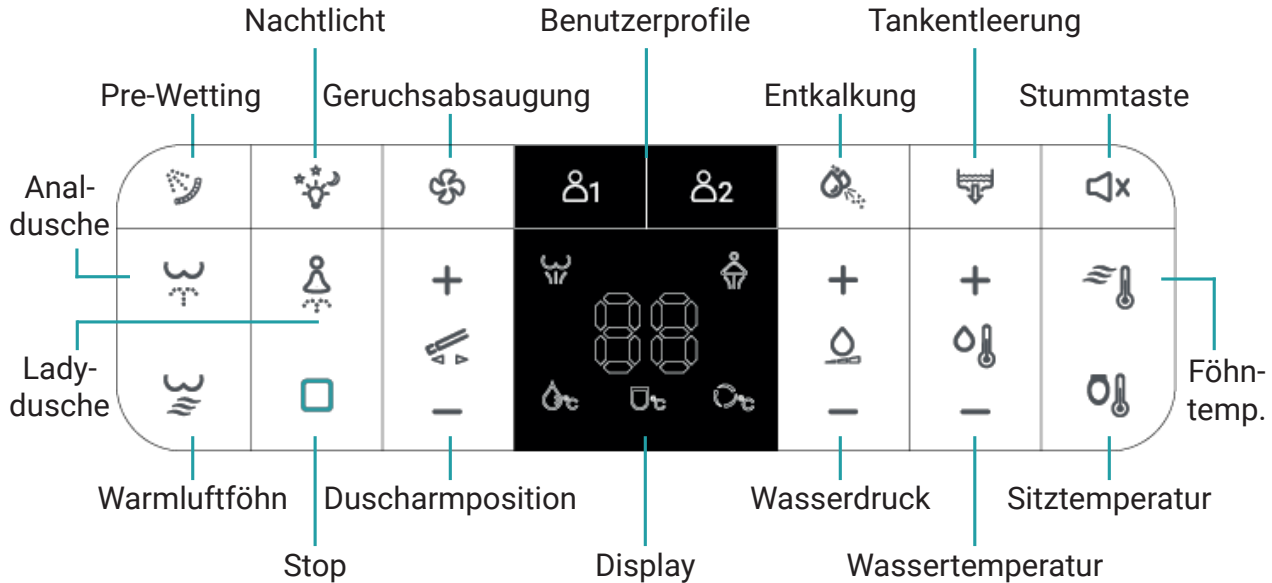 Nachtlicht
Benutzerprofile
Tankentleerung
Pre-Wetting
Geruchsabsaugung
Entkalkung
Stummtaste
1
2
Anal-
dusche
88
Lady-
dusche
°C
°C
°C
Föhn-
temp.
Warmluftföhn
Duscharmposition
Wasserdruck
Sitztemperatur
Stop
Display
Wassertemperatur